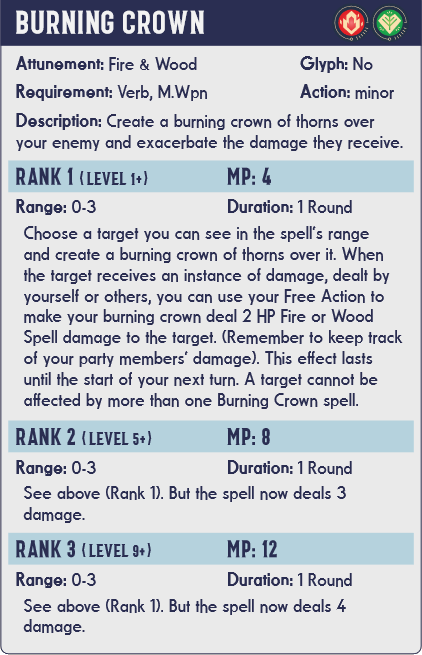 BURNING CROWN
Attunement: Fire & Wood Glyph: No
Requirement: Verb, M.Wpn Action: minor
Description: Create a burning crown of thorns over
your enemy and exacerbate the damage they receive.
RANK 1 (LEVEL 1+) MP: 4
Range: 0-3 Duration: 1 Round
Choose a target you can see in the spell's range
and create a burning crown of thorns over it. When
the target receives an instance of damage, dealt by
yourself or others, you can use your Free Action to
make your burning crown deal 2 HP Fire or Wood
Spell damage to the target. (Remember to keep track
of your party members' damage). This effect lasts
until the start of your next turn. A target cannot be
affected by more than one Burning Crown spell.
RANK 2 (LEVEL 5+) MP: 8
Range: 0-3 Duration: 1 Round
See above (Rank 1). But the spell now deals 3
damage.
RANK 3 (LEVEL 9+) MP: 12
Range: 0-3 Duration: 1 Round
See above (Rank 1). But the spell now deals 4
damage.